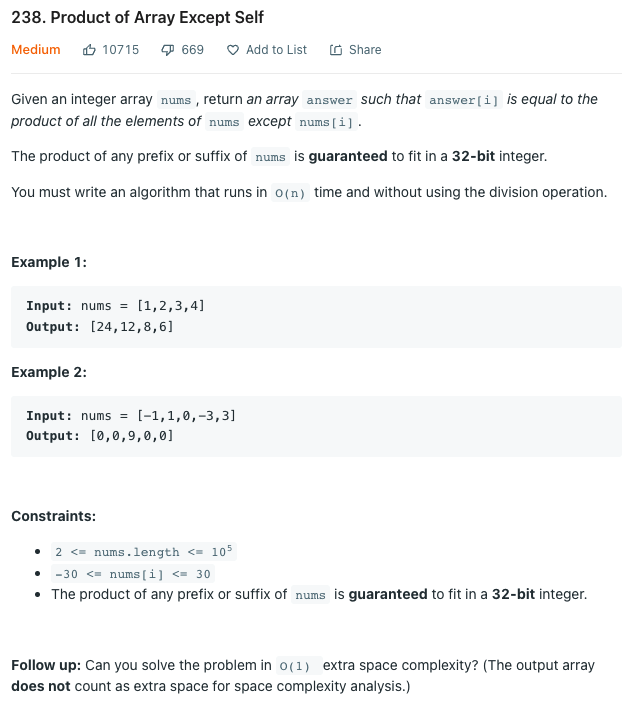 238. Product of Array Except Self
Medium 10715 669 Add to List Share
Given an integer array nums , return an array answer such that answer[i] is equal to the
product of all the elements of nums except nums[i] .
The product of any prefix or suffix of nums is guaranteed to fit in a 32-bit integer.
You must write an algorithm that runs in O(n) time and without using the division operation.
Example 1:
Input: nums = [1,2,3,4]
Output: [24,12,8,6]
Example 2:
Input: nums = [-1,1,0,-3,3]
Output: [0,0,9,0,0]
Constraints:
• 2 <= nums.length <= 10⁵
• -30 <= nums[i] <= 30
• The product of any prefix or suffix of nums is guaranteed to fit in a 32-bit integer.
Follow up: Can you solve the problem in O(1) extra space complexity? (The output array
does not count as extra space for space complexity analysis.)